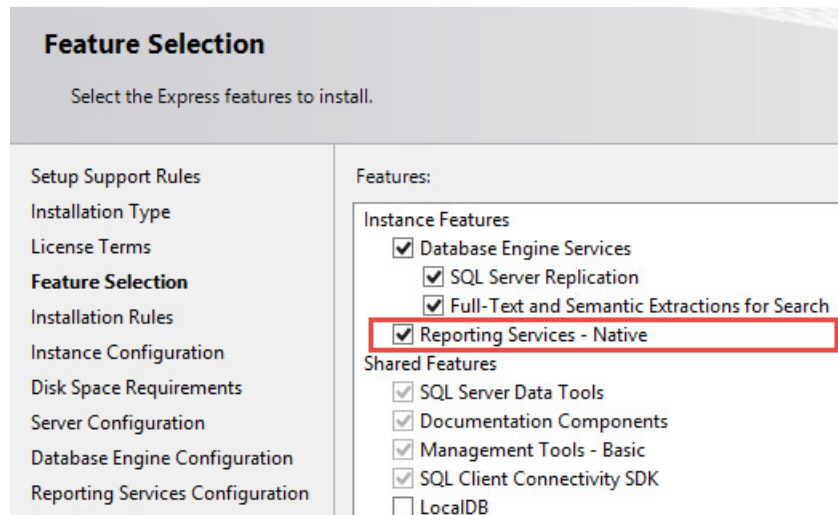 Feature Selection
Select the Express features to install.
Setup Support Rules
Installation Type
License Terms
Feature Selection
Installation Rules
Instance Configuration
Disk Space Requirements
Server Configuration
Database Engine Configuration
Reporting Services Configuration
Features:
Instance Features
Database Engine Services
SQL Server Replication
Full-Text and Semantic Extractions for Search
Reporting Services - Native
Shared Features
SQL Server Data Tools
Documentation Components
Management Tools - Basic
SQL Client Connectivity SDK
LocalDB